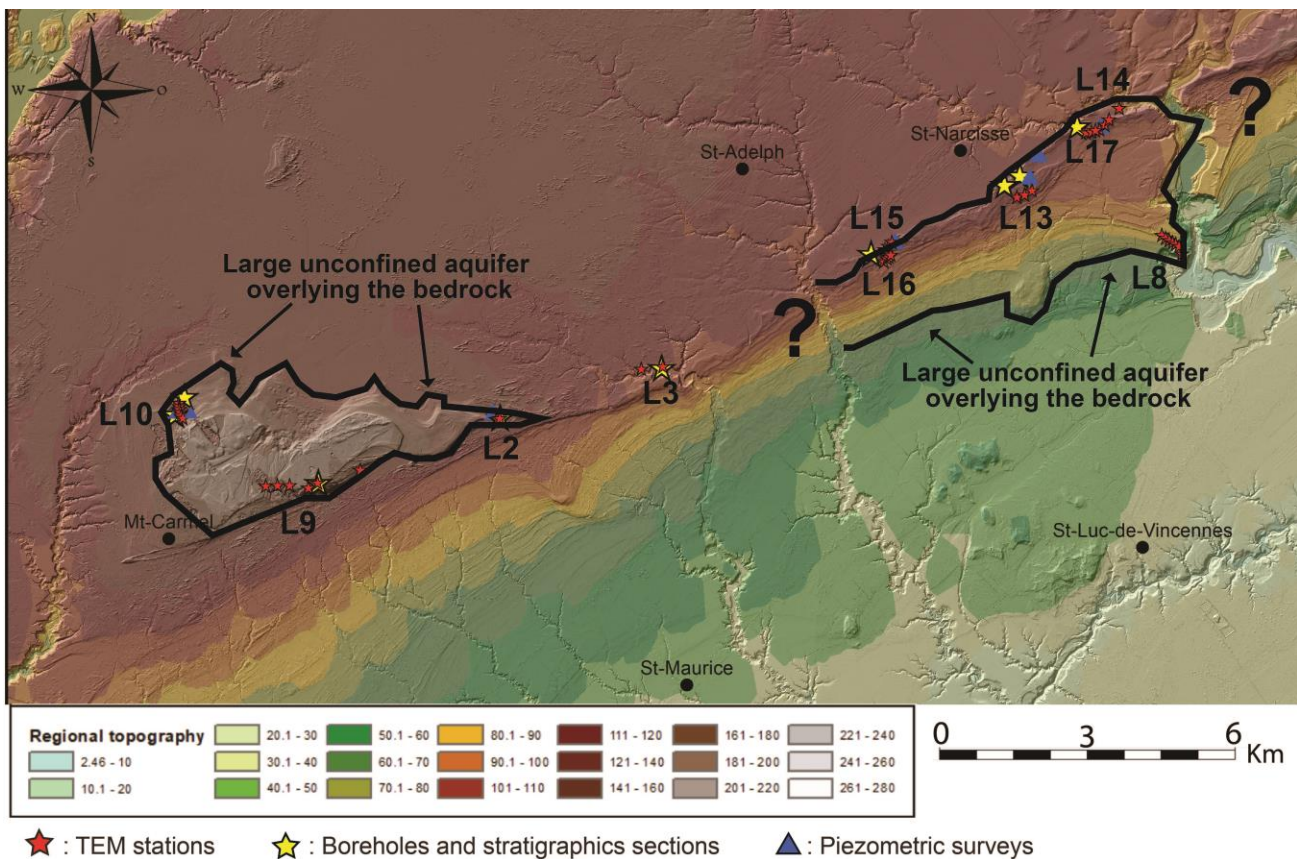 N
W
O
S
L14
?
St-Narcisse
St-Adelph
L17
L15
L13
Large unconfined aquifer
overlying the bedrock
L16
L8
?
Large unconfined aquifer
overlying the bedrock
L3
L10
L2
Mt-Carmel
L9
St-Luc-de-Vincennes
St-Maurice
Regional topography
2.46 - 10
10.1 - 20
20.1 - 30
30.1 - 40
40.1 - 50
50.1 - 60
60.1 - 70
70.1 - 80
80.1 - 90
90.1 - 100
101 - 110
111 - 120
121 - 140
141 - 160
161 - 180
181 - 200
201 - 220
221 - 240
241 - 260
261 - 280
0 3 6
Km
: TEM stations
: Boreholes and stratigraphics sections
: Piezometric surveys